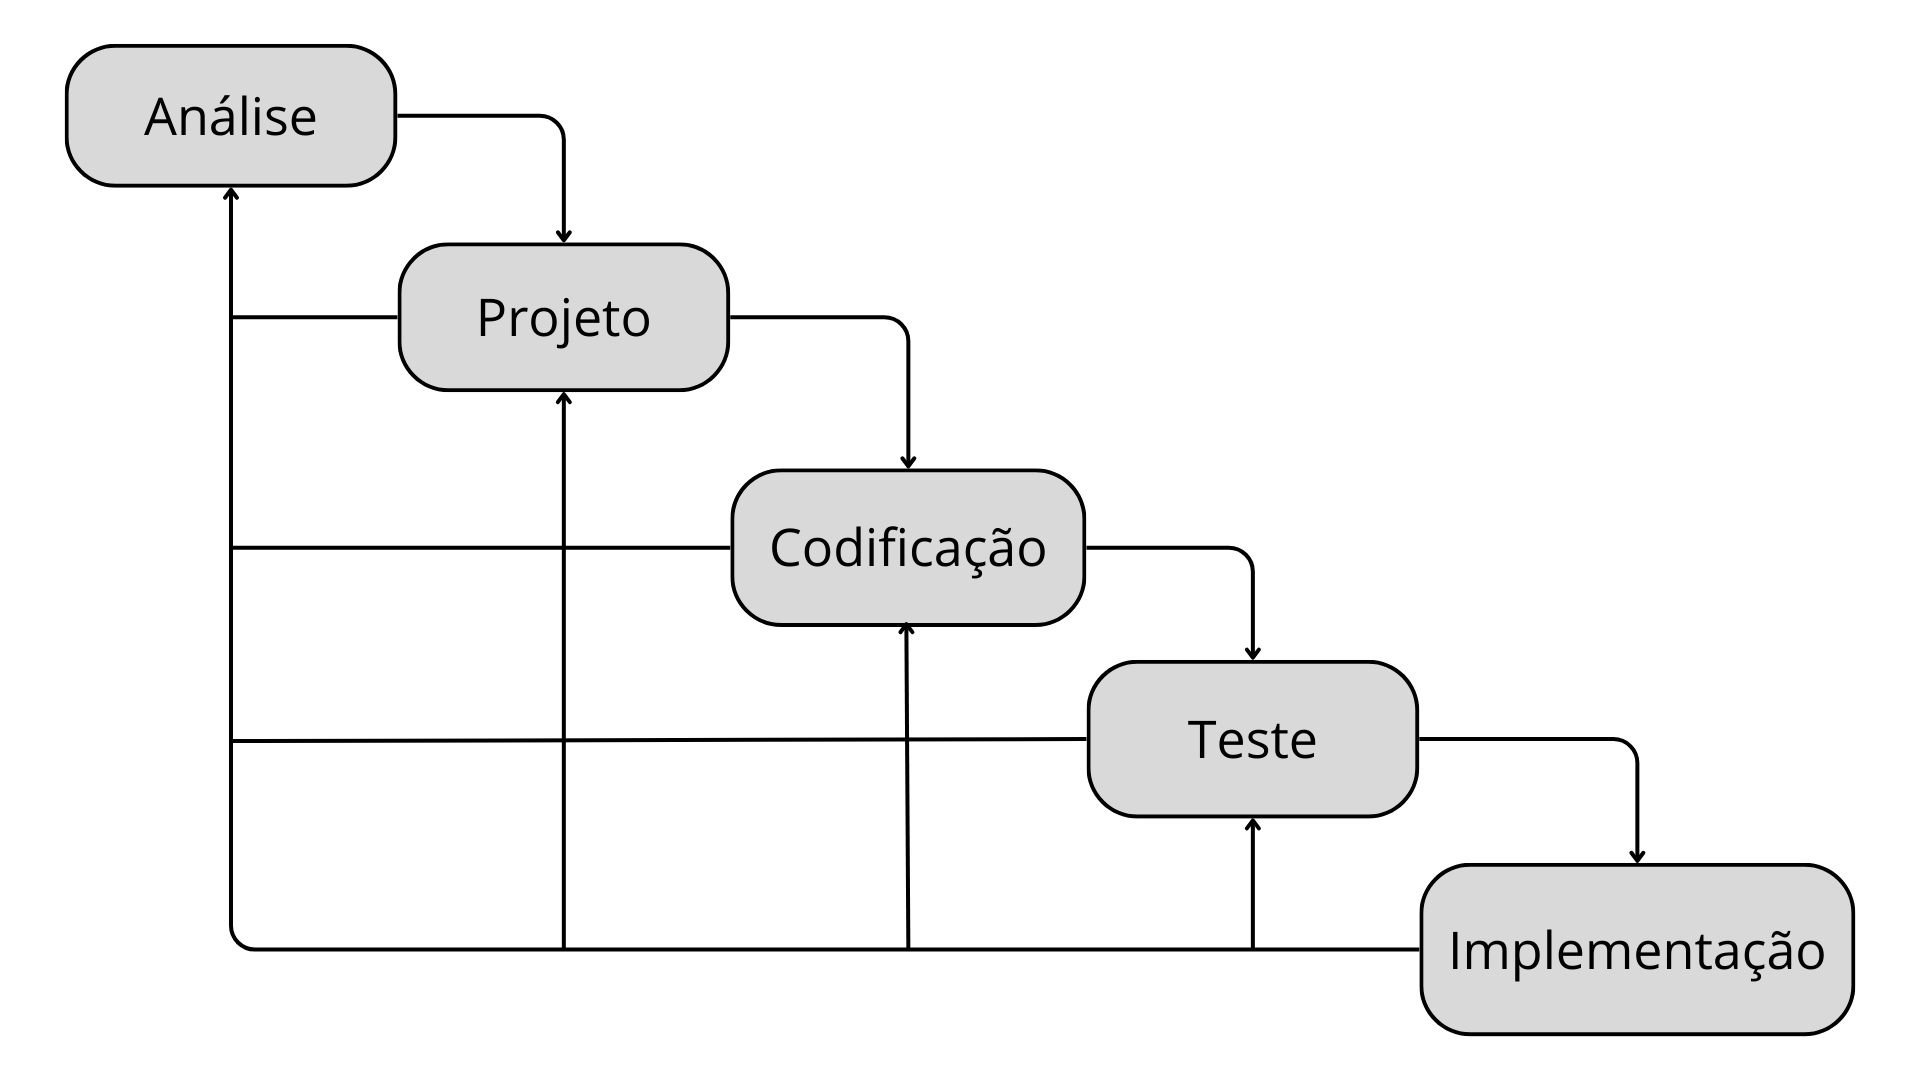 Análise
Projeto
Codificação
Teste
Implementação